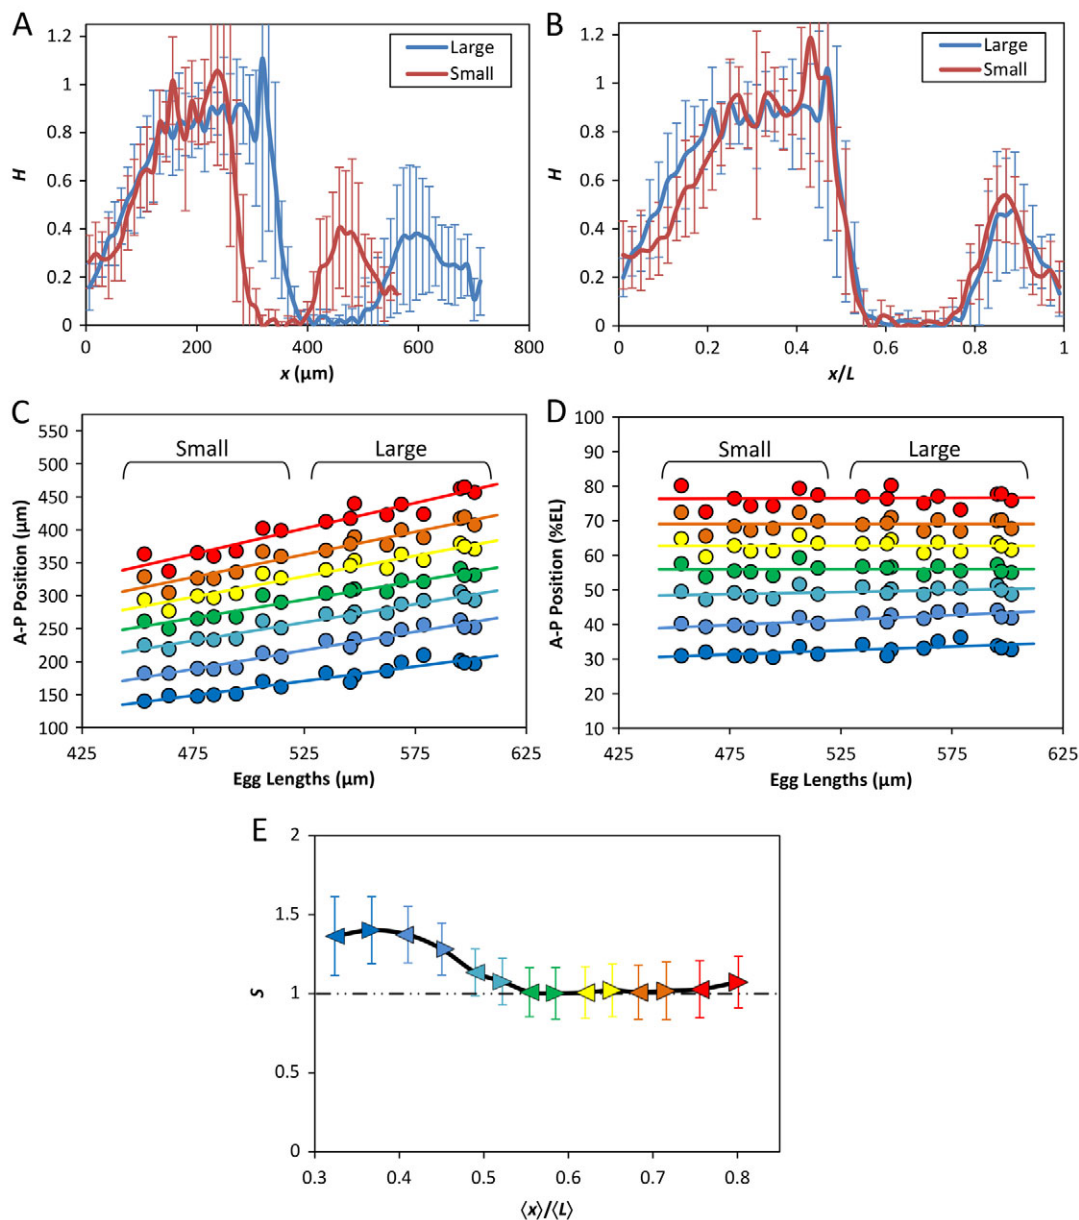 A
B
1.2
1
0.8
0.6
0.4
0.2
0
H
Large
Small
0
200
400
600
800
x (μm)
1.2
1
0.8
0.6
0.4
0.2
0
H
Large
Small
0
0.2
0.4
0.6
0.8
1
x/L
C
D
550
500
450
400
350
300
250
200
150
100
A-P Position (μm)
Small
Large
425
475
525
575
625
Egg Lengths (μm)
100
90
80
70
60
50
40
30
20
10
A-P Position (%EL)
Small
Large
425
475
525
575
625
Egg Lengths (μm)
E
2
1.5
1
0.5
0
S
0.3
0.4
0.5
0.6
0.7
0.8
⟨x⟩/⟨L⟩